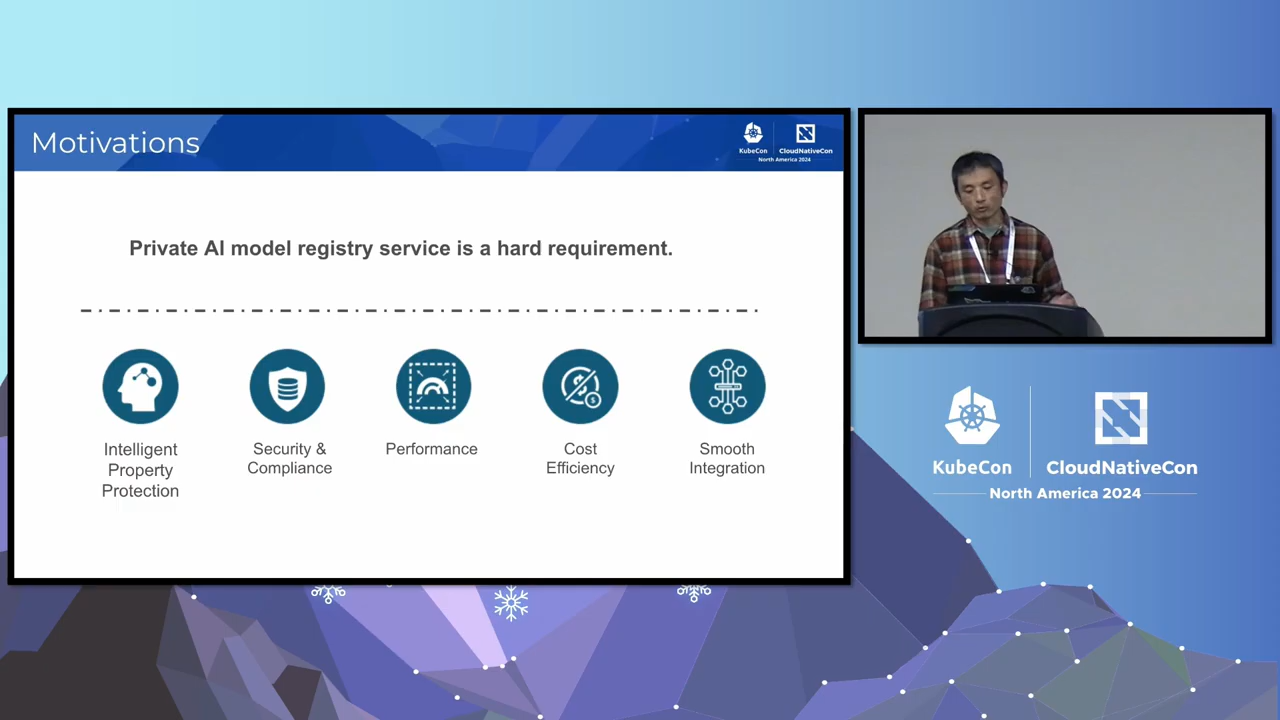 Motivations
KubeCon
CloudNativeCon
North America 2024
Private AI model registry service is a hard requirement.
Intelligent
Property
Protection
Security &
Compliance
Performance
Cost
Efficiency
Smooth
Integration
KubeCon
CloudNativeCon
North America 2024